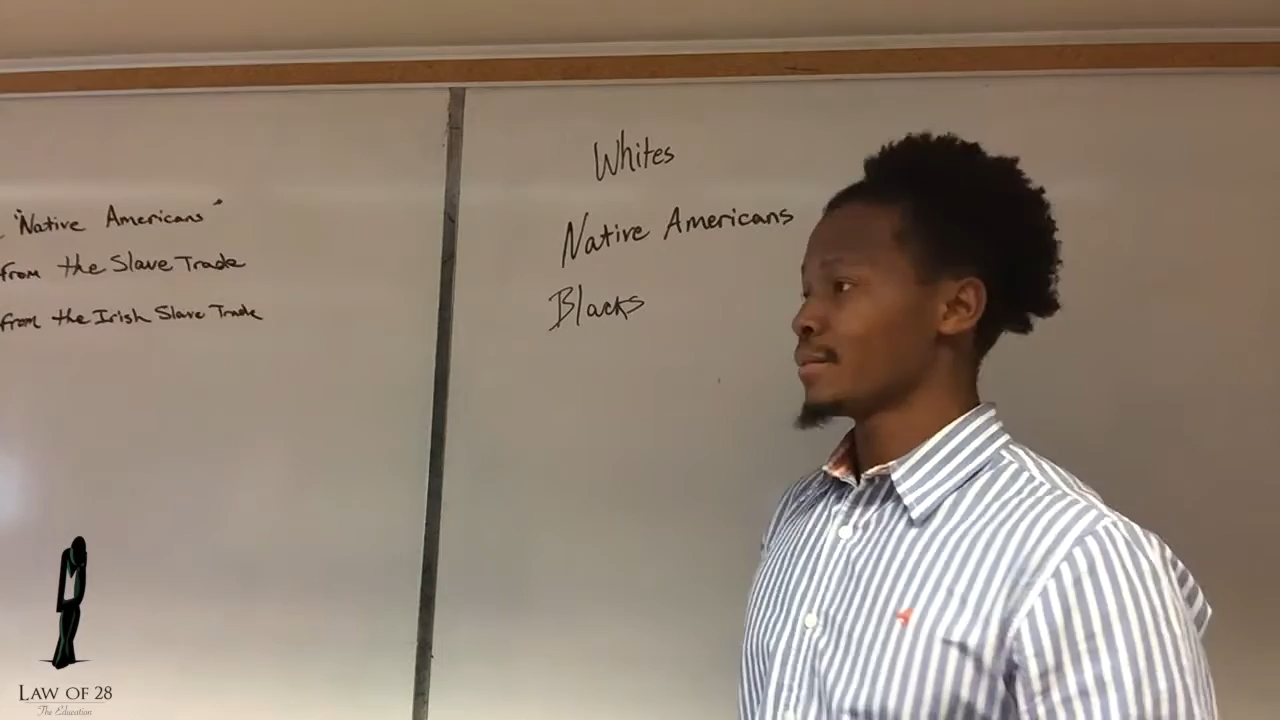 "Native Americans"
from the Slave Trade
from the Irish Slave Trade
Whites
Native Americans
Blacks
LAW OF 28
The Education